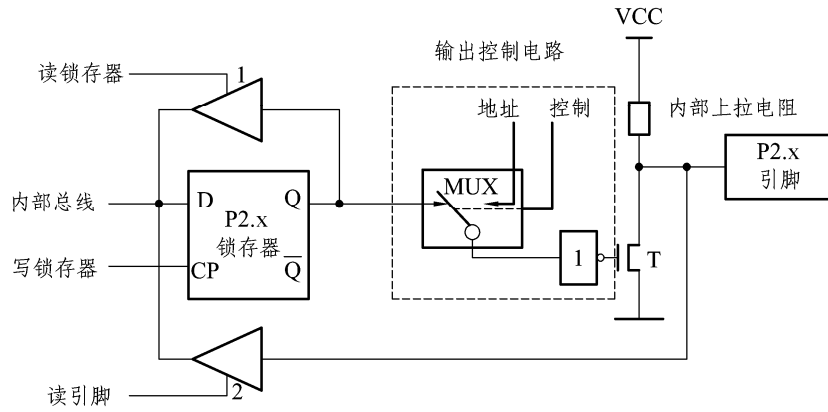 VCC
输出控制电路
读锁存器
1
地址
控制
内部上拉电阻
P2.x
引脚
MUX
内部总线
D
Q
P2.x
锁存器
写锁存器
CP
Q̅
1
T
2
读引脚